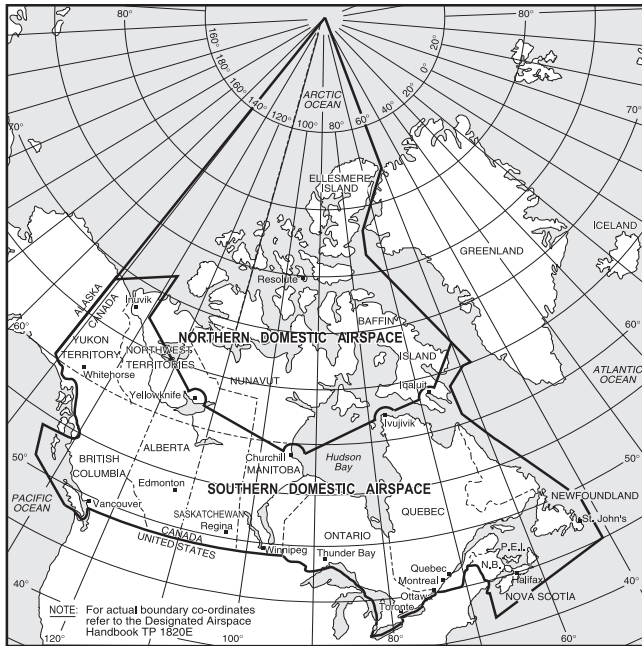 80°
160°
180°
160°
140°
120°
100°
80°
60°
40°
20°
0°
20°
80°
70°
ARCTIC
OCEAN
70°
ELLESMERE
ISLAND
ICELAND
GREENLAND
Resolute
ALASKA
CANADA
Inuvik
BAFFIN
ISLAND
60°
NORTHERN DOMESTIC AIRSPACE
YUKON
TERRITORY
NORTHWEST
TERRITORIES
NUNAVUT
Whitehorse
Yellowknife
Iqaluit
Ivujivik
ATLANTIC
OCEAN
60°
50°
BRITISH
COLUMBIA
ALBERTA
Churchill
MANITOBA
Hudson
Bay
Edmonton
SOUTHERN DOMESTIC AIRSPACE
PACIFIC
OCEAN
Vancouver
SASKATCHEWAN
Regina
QUEBEC
NEWFOUNDLAND
St. John's
50°
CANADA
UNITED STATES
Winnipeg
ONTARIO
Thunder Bay
Quebec
Montreal
Ottawa
Toronto
P.E.I.
N.B.
Halifax
NOVA SCOTIA
40°
40°
NOTE: For actual boundary co-ordinates
refer to the Designated Airspace
Handbook TP 1820E
120°
100°
80°
60°